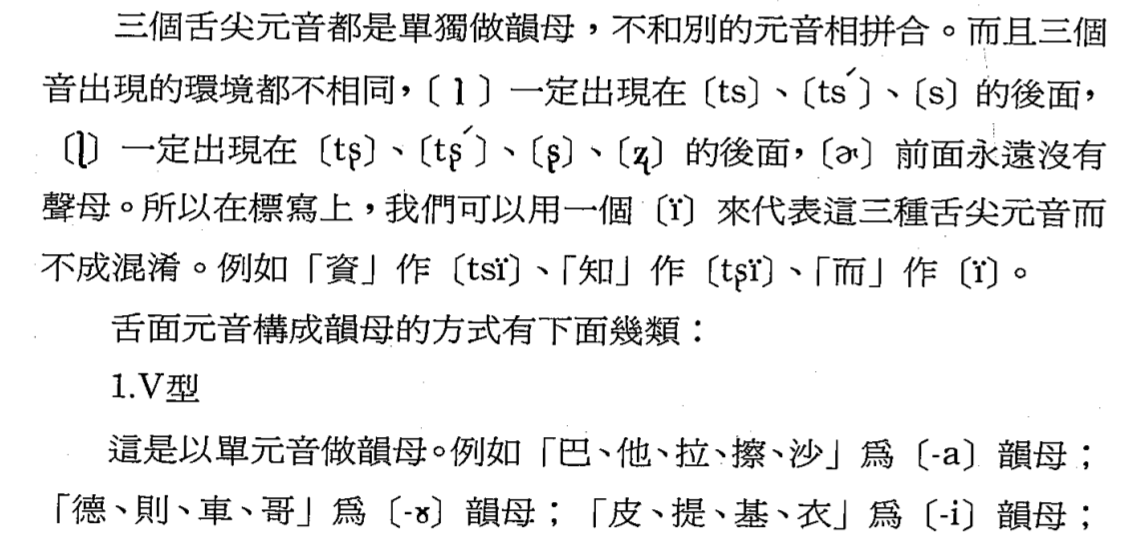 三個舌尖元音都是單獨做韻母，不和別的元音相拼合。而且三個
音出現的環境都不相同，〔ɿ〕一定出現在〔ts〕、〔ts´〕、〔s〕的後面，
〔ʅ〕一定出現在〔tʂ〕、〔tʂ´〕、〔ʂ〕、〔ʐ〕的後面，〔ɚ〕前面永遠沒有
聲母。所以在標寫上，我們可以用一個〔ï〕來代表這三種舌尖元音而
不成混淆。例如「資」作〔tsï〕、「知」作〔tʂï〕、「而」作〔ï〕。
舌面元音構成韻母的方式有下面幾類：
1.V型
這是以單元音做韻母。例如「巴、他、拉、擦、沙」爲〔-a〕韻母；
「德、則、車、哥」爲〔-ɤ〕韻母；「皮、提、基、衣」爲〔-i〕韻母；